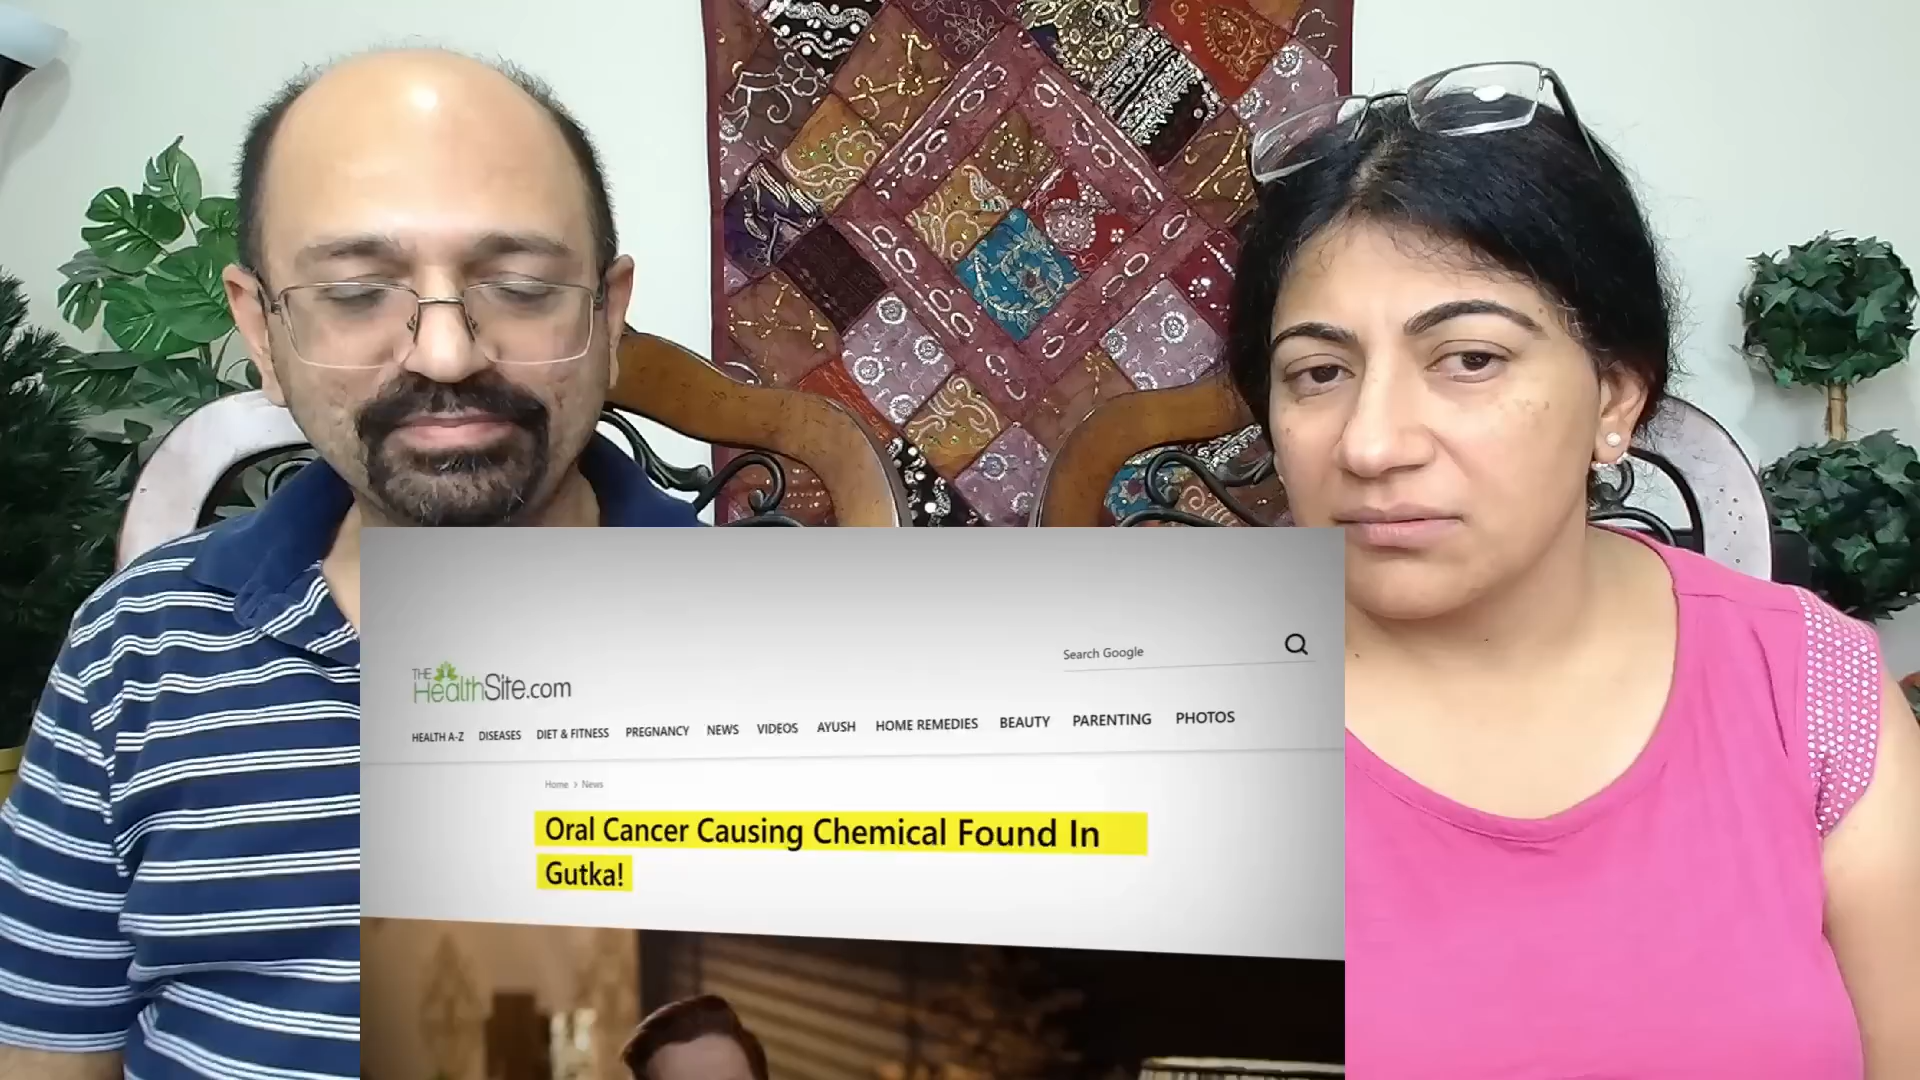 Search Google
THE
HealthSite.com
HEALTH A-Z DISEASES DIET & FITNESS PREGNANCY NEWS VIDEOS AYUSH HOME REMEDIES BEAUTY PARENTING PHOTOS
Home > News
Oral Cancer Causing Chemical Found In
Gutka!